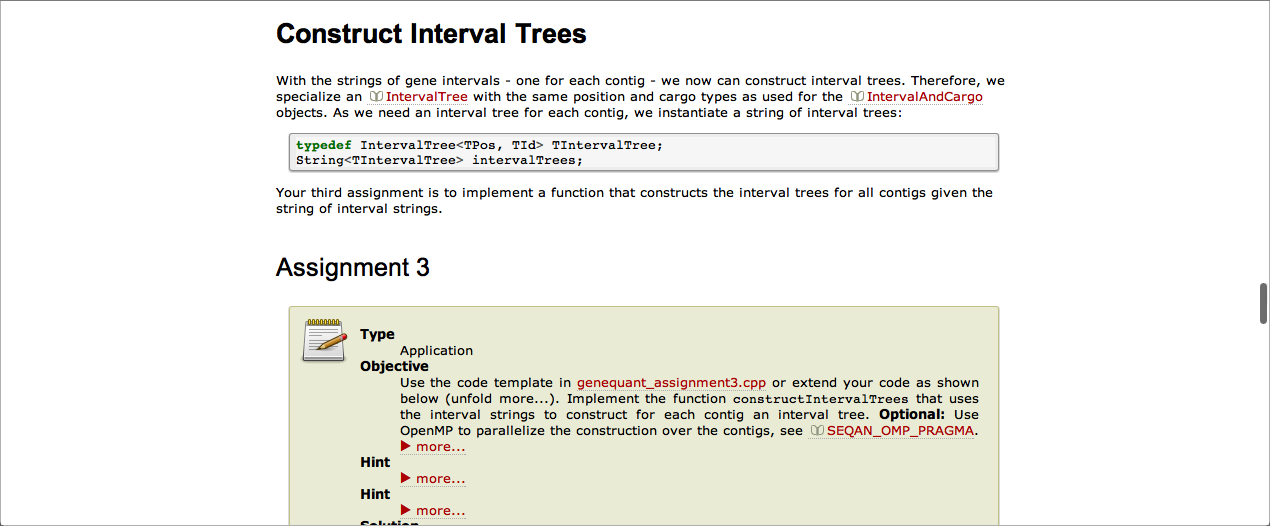 Construct Interval Trees
With the strings of gene intervals - one for each contig - we now can construct interval trees. Therefore, we
specialize an IntervalTree with the same position and cargo types as used for the IntervalAndCargo
objects. As we need an interval tree for each contig, we instantiate a string of interval trees:
typedef IntervalTree<TPos, TId> TIntervalTree;
String<TIntervalTree> intervalTrees;
Your third assignment is to implement a function that constructs the interval trees for all contigs given the
string of interval strings.
Assignment 3
Type
Application
Objective
Use the code template in genequant_assignment3.cpp or extend your code as shown
below (unfold more...). Implement the function constructIntervalTrees that uses
the interval strings to construct for each contig an interval tree. Optional: Use
OpenMP to parallelize the construction over the contigs, see SEQAN_OMP_PRAGMA.
more...
Hint
more...
Hint
more...
Solution